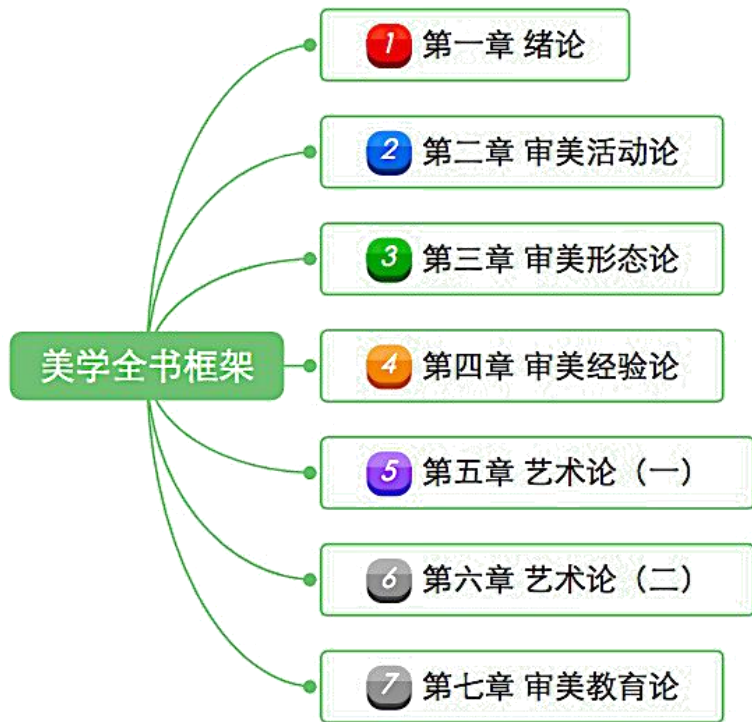 1 第一章 绪论
2 第二章 审美活动论
3 第三章 审美形态论
美学全书框架
4 第四章 审美经验论
5 第五章 艺术论（一）
6 第六章 艺术论（二）
7 第七章 审美教育论